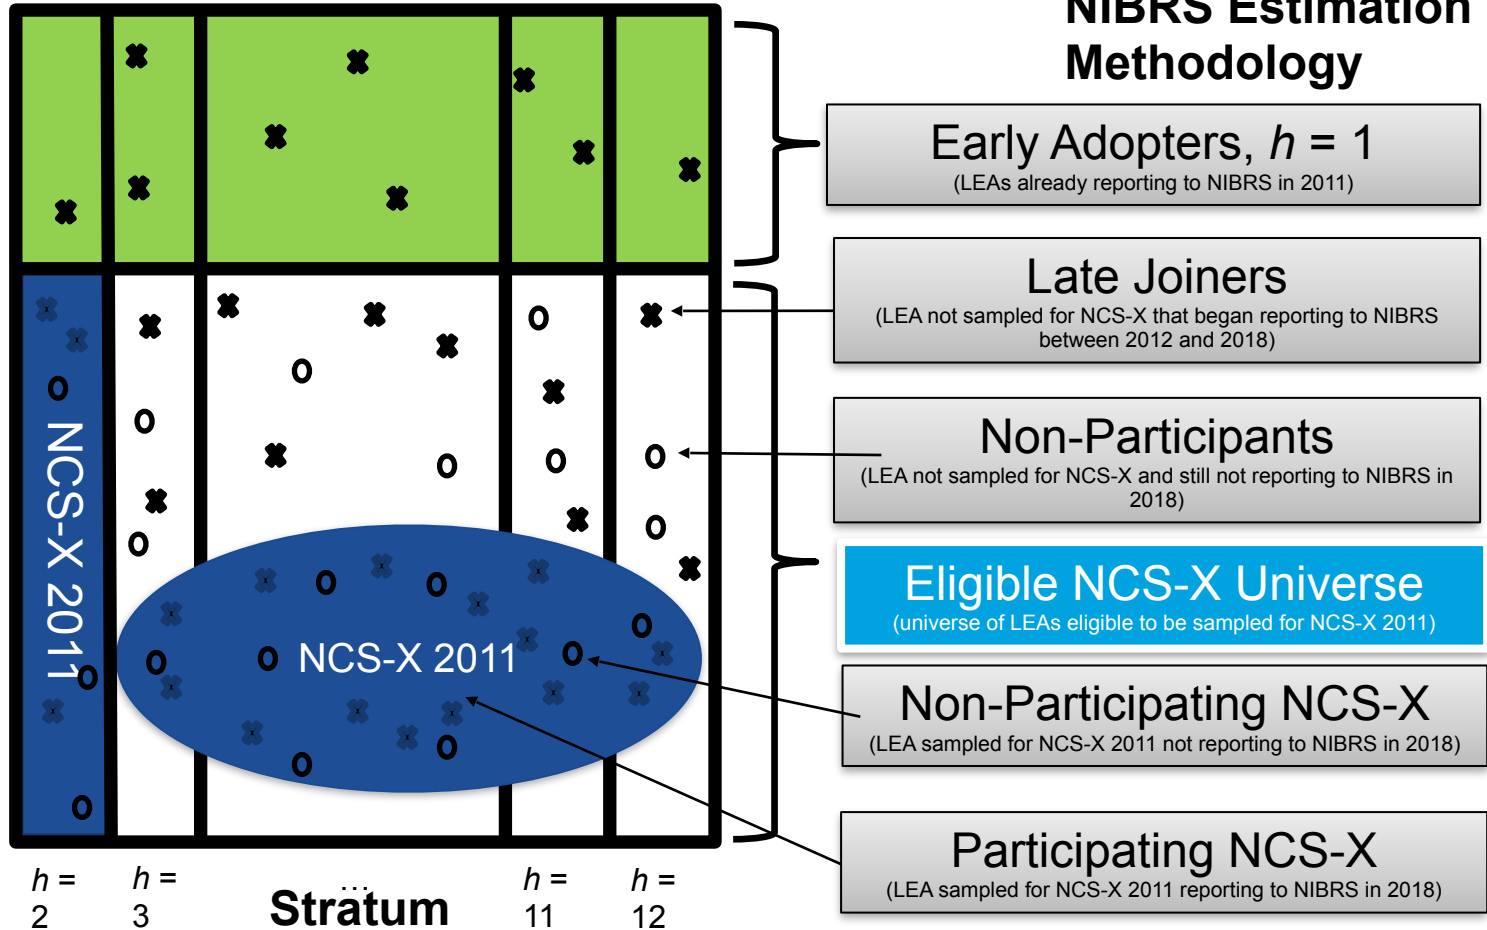 NIBRS Estimation
Methodology
Early Adopters, h = 1
(LEAs already reporting to NIBRS in 2011)
Late Joiners
(LEA not sampled for NCS-X that began reporting to NIBRS
between 2012 and 2018)
Non-Participants
(LEA not sampled for NCS-X and still not reporting to NIBRS in
2018)
Eligible NCS-X Universe
(universe of LEAs eligible to be sampled for NCS-X 2011)
Non-Participating NCS-X
(LEA sampled for NCS-X 2011 not reporting to NIBRS in 2018)
Participating NCS-X
(LEA sampled for NCS-X 2011 reporting to NIBRS in 2018)
NCS-X 2011
NCS-X 2011
h =
2
h =
3
...
Stratum
h =
11
h =
12